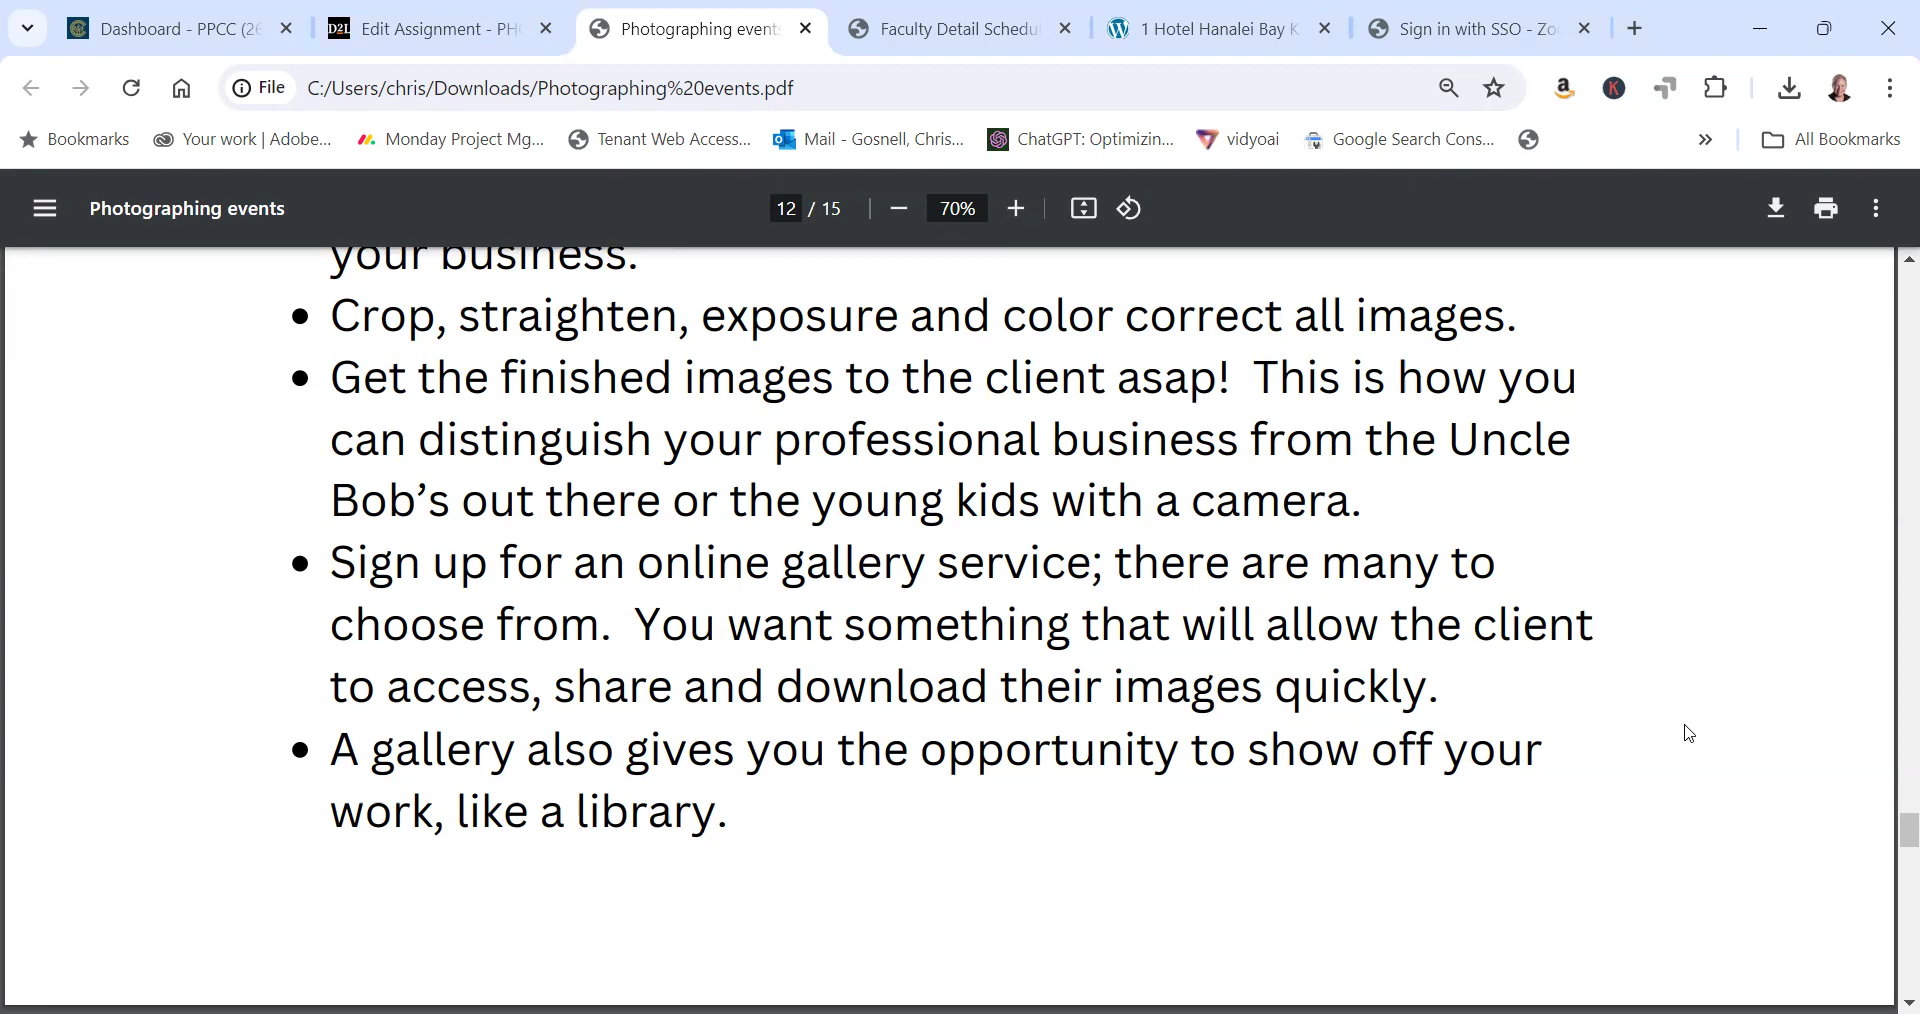 Dashboard - PPCC (26
D2L Edit Assignment - PH
Photographing event
Faculty Detail Schedu
1 Hotel Hanalei Bay K
Sign in with SSO - Zo
File C:/Users/chris/Downloads/Photographing%20events.pdf
Bookmarks
Your work | Adobe...
Monday Project Mg...
Tenant Web Access...
Mail - Gosnell, Chris...
ChatGPT: Optimizin...
vidyoai
Google Search Cons...
All Bookmarks
Photographing events
12 / 15
70%
your business.
• Crop, straighten, exposure and color correct all images.
• Get the finished images to the client asap!  This is how you
can distinguish your professional business from the Uncle
Bob’s out there or the young kids with a camera.
• Sign up for an online gallery service; there are many to
choose from.  You want something that will allow the client
to access, share and download their images quickly.
• A gallery also gives you the opportunity to show off your
work, like a library.